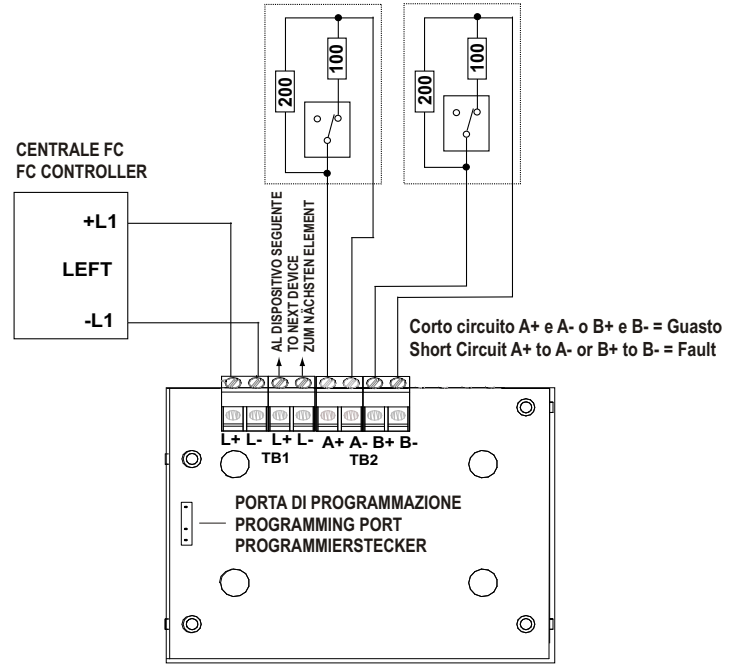 200
100
200
100
CENTRALE FC
FC CONTROLLER
+L1
LEFT
-L1
AL DISPOSITIVO SEGUENTE
TO NEXT DEVICE
ZUM NÄCHSTEN ELEMENT
Corto circuito A+ e A- o B+ e B- = Guasto
Short Circuit A+ to A- or B+ to B- = Fault
L+ L- L+ L- A+ A- B+ B-
TB1 TB2
PORTA DI PROGRAMMAZIONE
PROGRAMMING PORT
PROGRAMMIERSTECKER